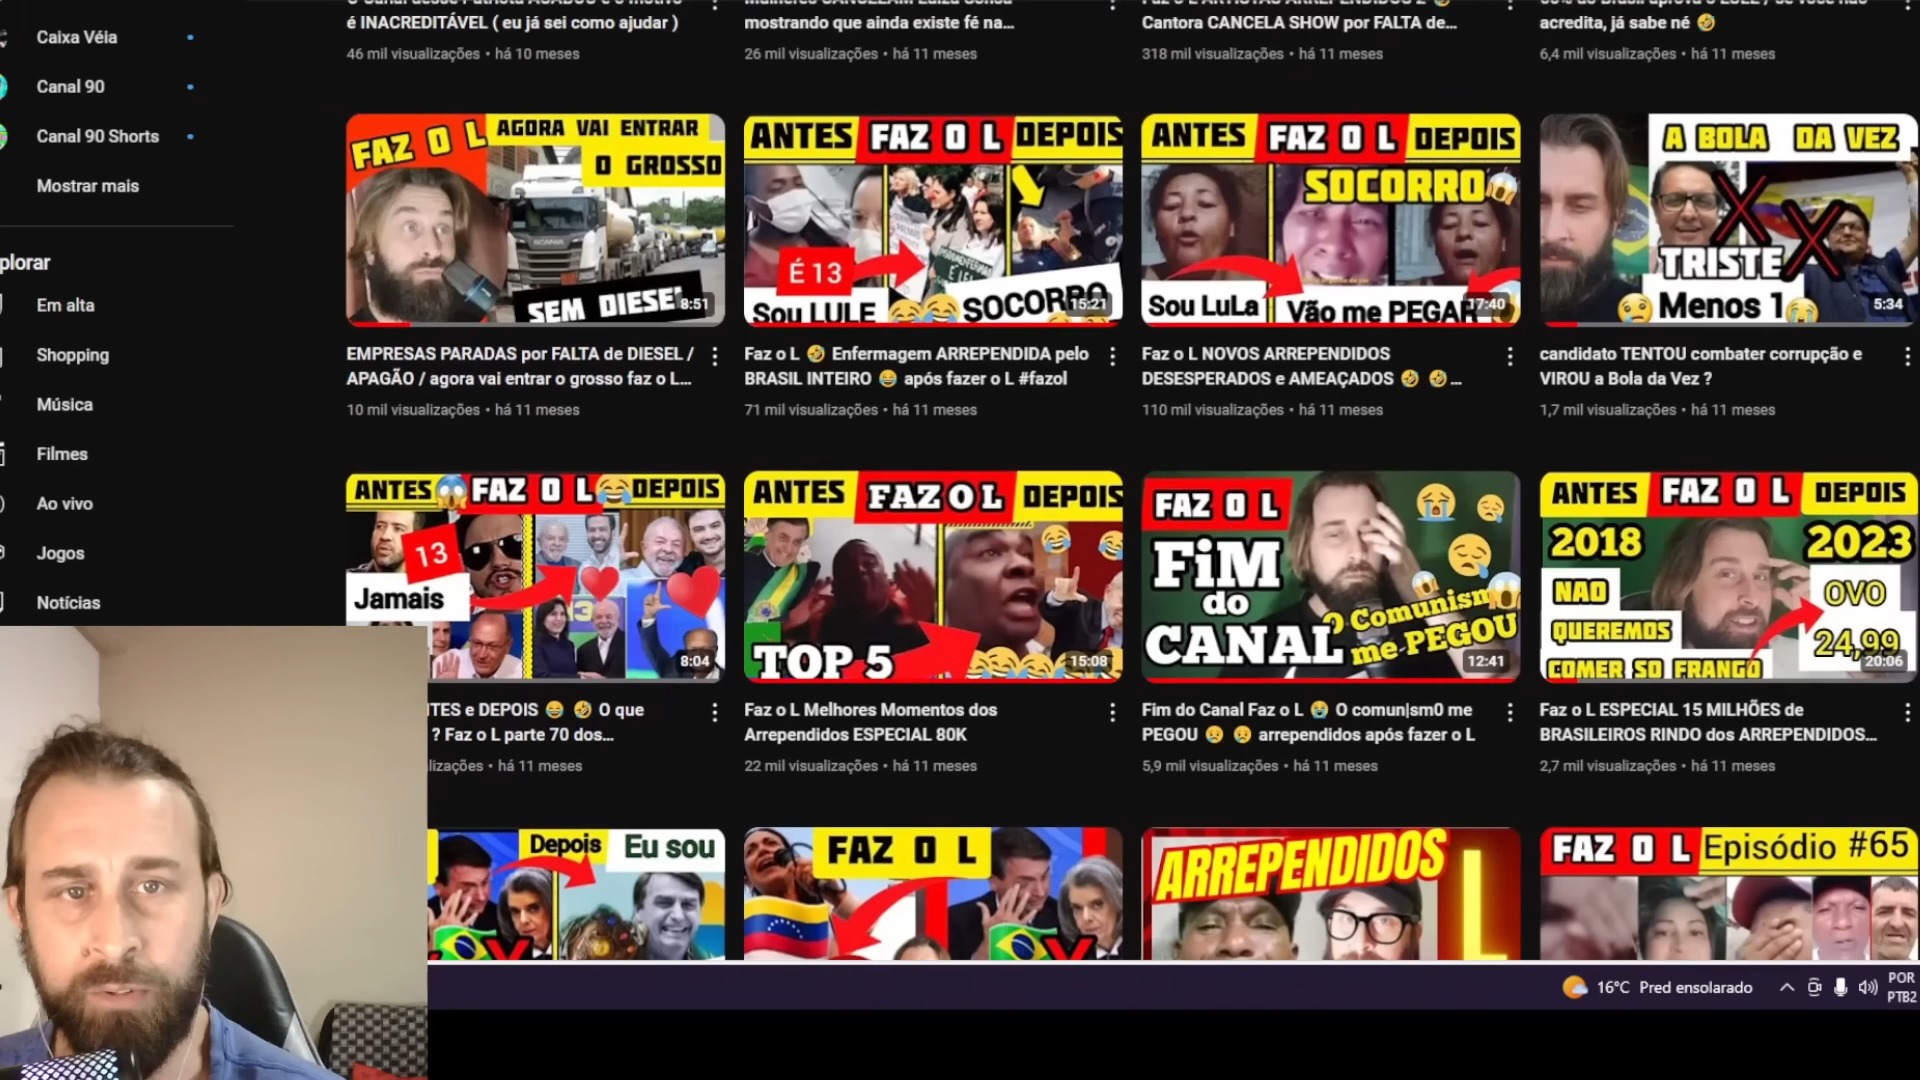 Caixa Véia
Canal 90
Canal 90 Shorts
Mostrar mais
plorar
Em alta
Shopping
Música
Filmes
Ao vivo
Jogos
Notícias
é INACREDITÁVEL ( eu já sei como ajudar )
46 mil visualizações • há 10 meses
mostrando que ainda existe fé na...
26 mil visualizações • há 11 meses
Cantora CANCELA SHOW por FALTA de...
318 mil visualizações • há 11 meses
acredita, já sabe né 🤣
6,4 mil visualizações • há 11 meses
FAZ O L
AGORA VAI ENTRAR
O GROSSO
SEM DIESE
8:51
EMPRESAS PARADAS por FALTA de DIESEL /
APAGÃO / agora vai entrar o grosso faz o L...
10 mil visualizações • há 11 meses
ANTES FAZ O L DEPOIS
É 13
Sou LULE
SOCORRO
15:21
Faz o L 🤣 Enfermagem ARREPENDIDA pelo
BRASIL INTEIRO 😂 após fazer o L #fazol
71 mil visualizações • há 11 meses
ANTES FAZ O L DEPOIS
SOCORRO
Sou LuLa
Vão me PEGAR
17:40
Faz o L NOVOS ARREPENDIDOS
DESESPERADOS e AMEAÇADOS 🤣 🤣...
110 mil visualizações • há 11 meses
A BOLA DA VEZ
TRISTE
Menos 1
5:34
candidato TENTOU combater corrupção e
VIROU a Bola da Vez ?
1,7 mil visualizações • há 11 meses
ANTES FAZ O L DEPOIS
13
Jamais
8:04
TES e DEPOIS 😂 🤣 O que
? Faz o L parte 70 dos...
lizações • há 11 meses
ANTES FAZ O L DEPOIS
TOP 5
15:08
Faz o L Melhores Momentos dos
Arrependidos ESPECIAL 80K
22 mil visualizações • há 11 meses
FAZ O L
FiM
do
CANAL
O Comunism
me PEGOU
12:41
Fim do Canal Faz o L 😭 O comun|sm0 me
PEGOU 😥 😥 arrependidos após fazer o L
5,9 mil visualizações • há 11 meses
ANTES FAZ O L DEPOIS
2018
2023
NAO
QUEREMOS
COMER SO FRANGO
OVO
24,99
20:06
Faz o L ESPECIAL 15 MILHÕES de
BRASILEIROS RINDO dos ARREPENDIDOS...
2,7 mil visualizações • há 11 meses
Depois
Eu sou
FAZ O L
ARREPENDIDOS
L
FAZ O L Episódio #65
16°C Pred ensolarado
POR
PTB2